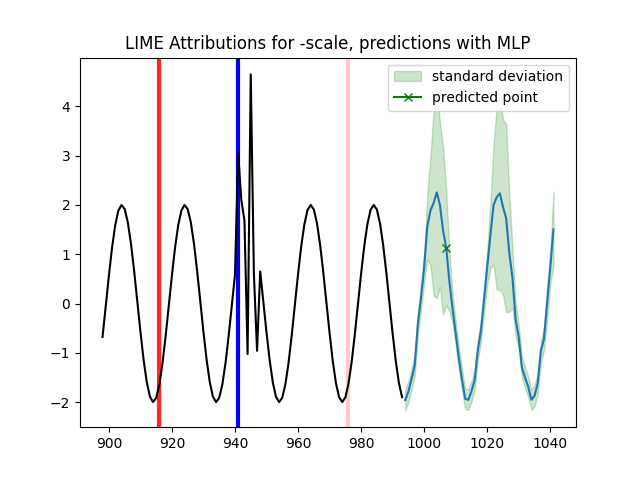 LIME Attributions for -scale, predictions with MLP
standard deviation
predicted point
4
3
2
1
0
−1
−2
900 920 940 960 980 1000 1020 1040